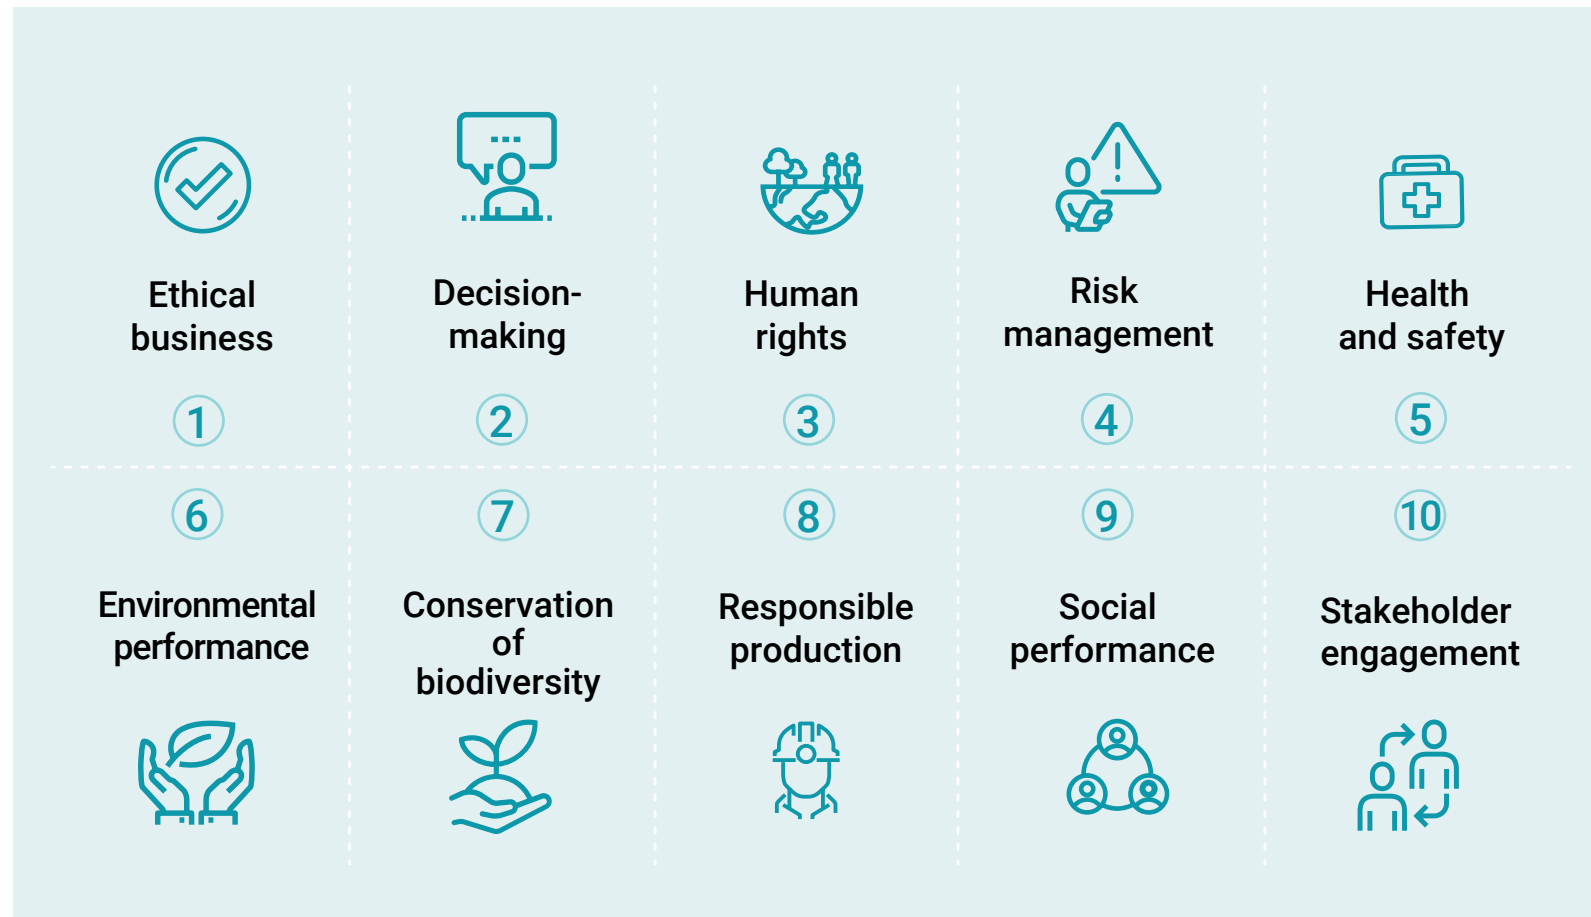 Ethical
business
1
Decision-
making
2
Human
rights
3
Risk
management
4
Health
and safety
5
6
Environmental
performance
7
Conservation
of
biodiversity
8
Responsible
production
9
Social
performance
10
Stakeholder
engagement